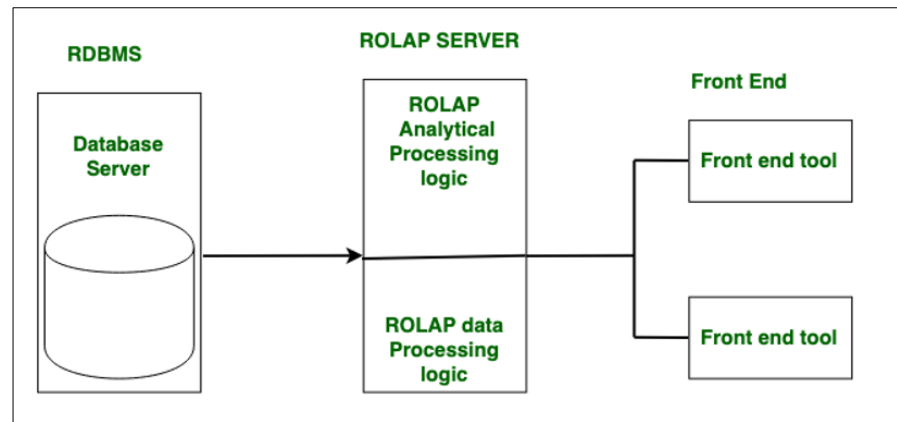 RDBMS
Database
Server
ROLAP SERVER
ROLAP
Analytical
Processing
logic
ROLAP data
Processing
logic
Front End
Front end tool
Front end tool